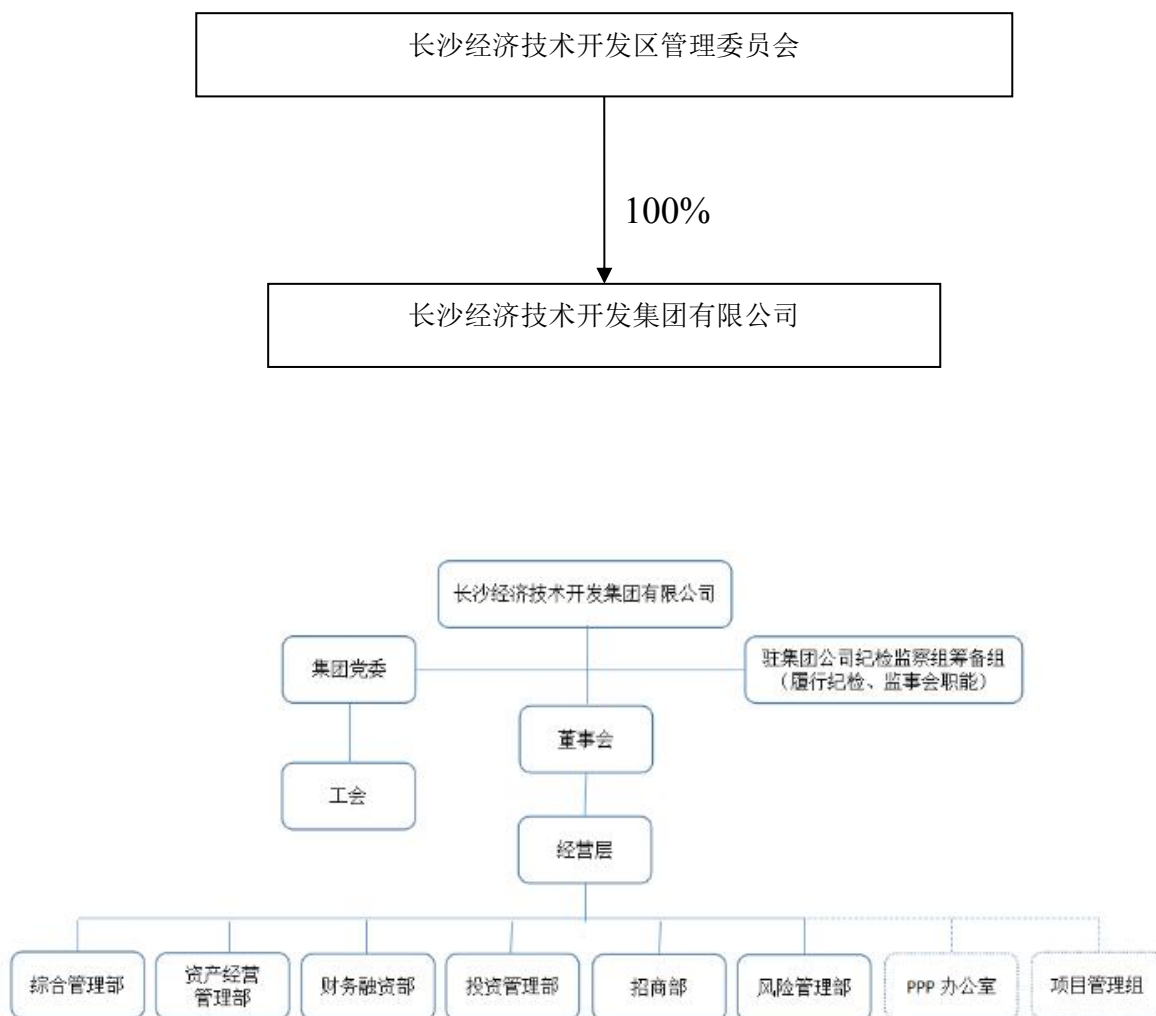 长沙经济技术开发区管理委员会
100%
长沙经济技术开发集团有限公司
长沙经济技术开发集团有限公司
集团党委
驻集团公司纪检监察组筹备组
（履行纪检、监事会职能）
董事会
工会
经营层
综合管理部
资产经营
管理部
财务融资部
投资管理部
招商部
风险管理部
PPP 办公室
项目管理组